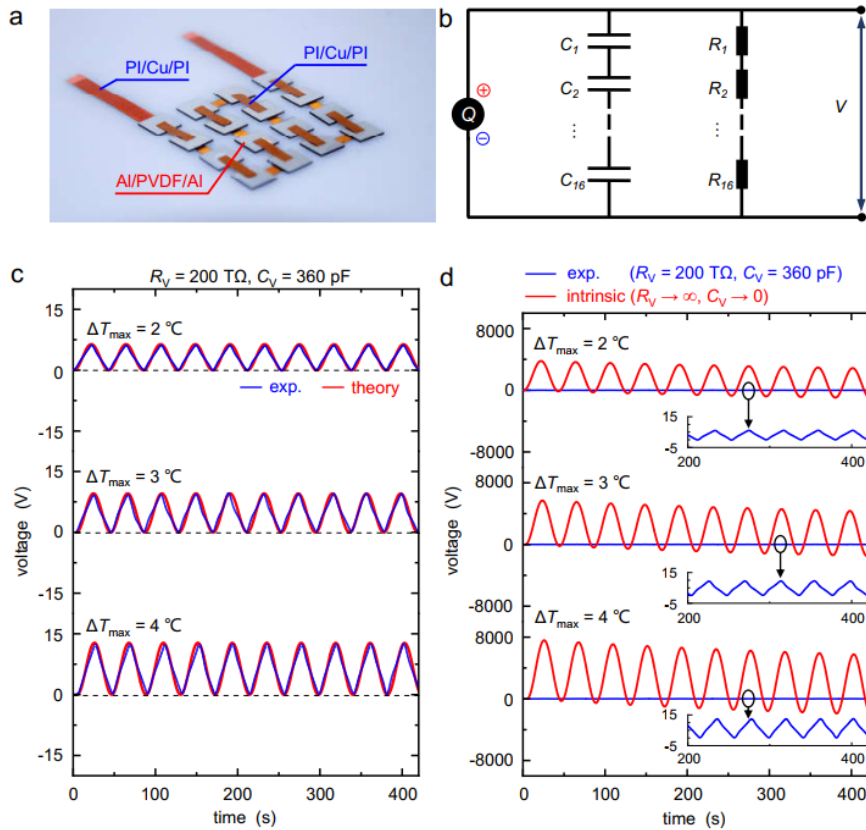 a
PI/Cu/PI
PI/Cu/PI
Al/PVDF/Al
b
C1
C2
⋮
C16
R1
R2
⋮
R16
Q
⊕
⊖
V
c
RV = 200 TΩ, CV = 360 pF
ΔTmax = 2 ℃
exp.
theory
ΔTmax = 3 ℃
ΔTmax = 4 ℃
15
0
-15
15
0
-15
15
0
-15
voltage (V)
0 100 200 300 400
time (s)
d
exp. (RV = 200 TΩ, CV = 360 pF)
intrinsic (RV → ∞, CV → 0)
ΔTmax = 2 ℃
ΔTmax = 3 ℃
ΔTmax = 4 ℃
8000
0
-8000
8000
0
-8000
8000
0
-8000
15
-5
200 400
15
-5
200 400
15
-5
200 400
voltage (V)
0 100 200 300 400
time (s)